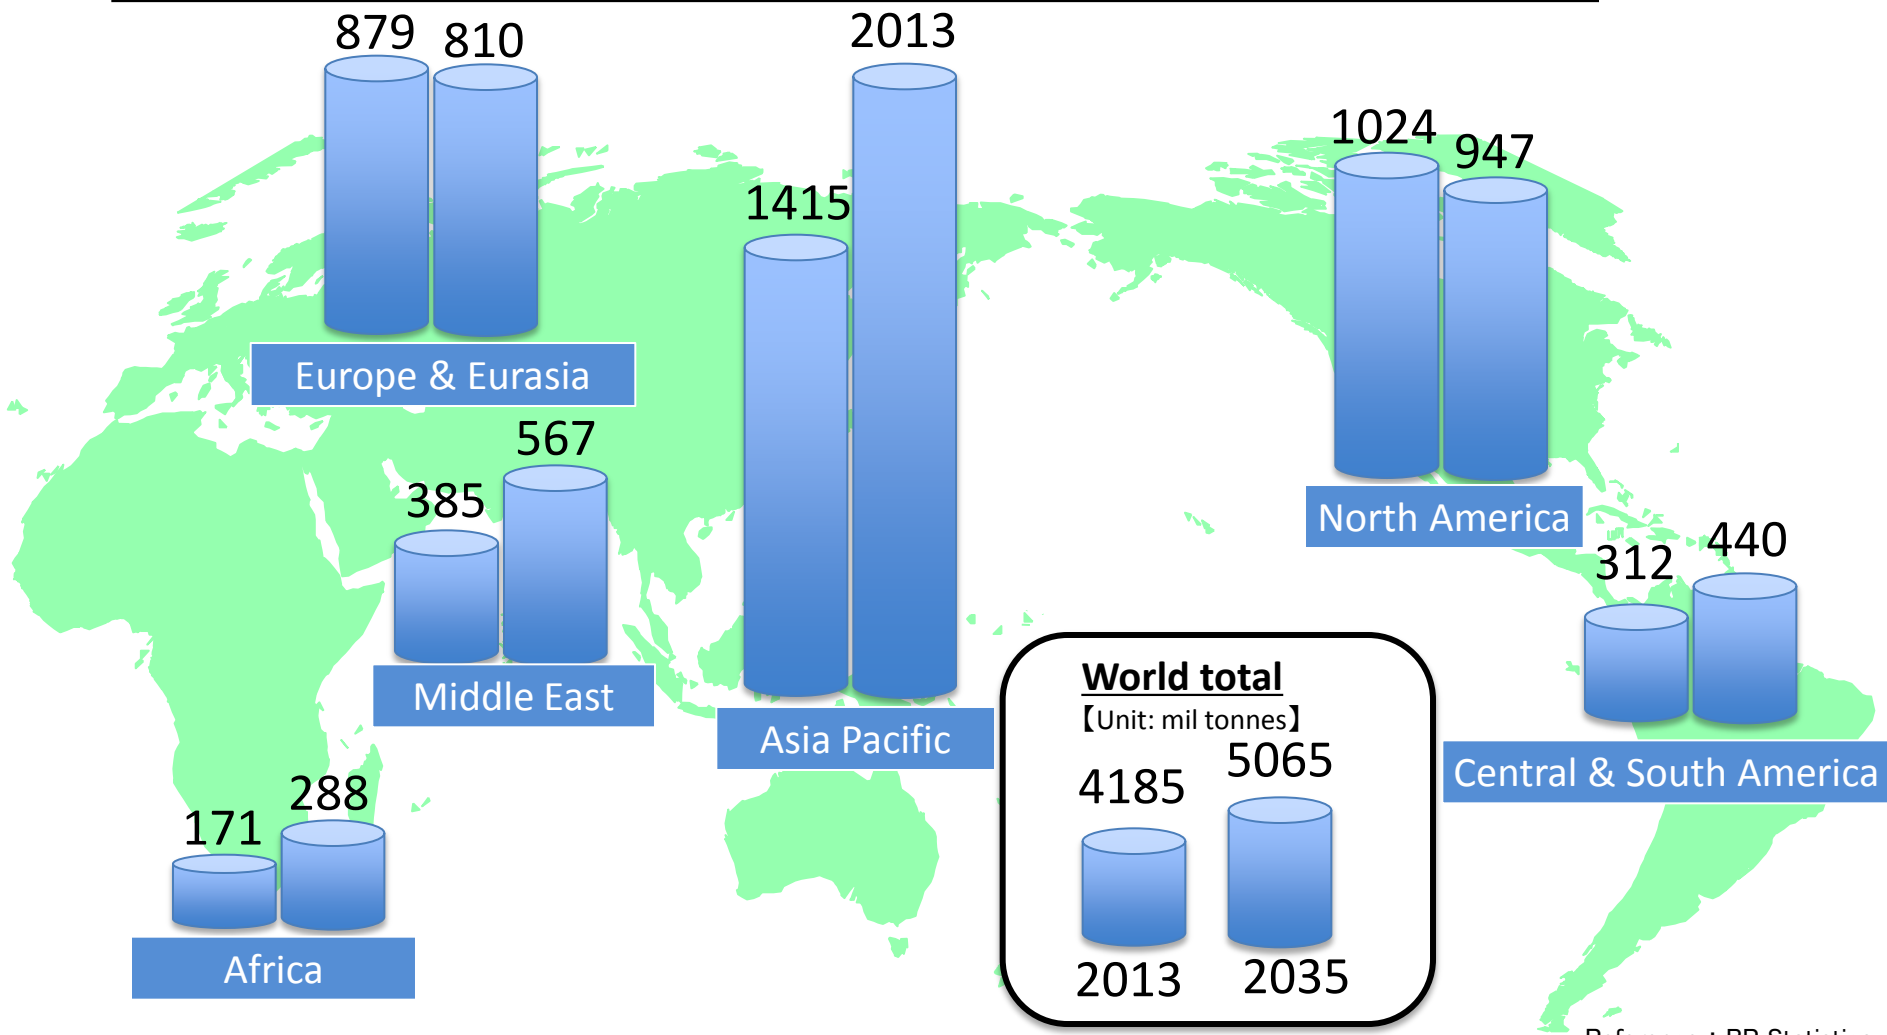 879 810
2013
1024 947
1415
Europe & Eurasia
567
385
North America
312 440
Middle East
Asia Pacific
World total
【Unit: mil tonnes】
4185 5065
2013 2035
Central & South America
171 288
Africa